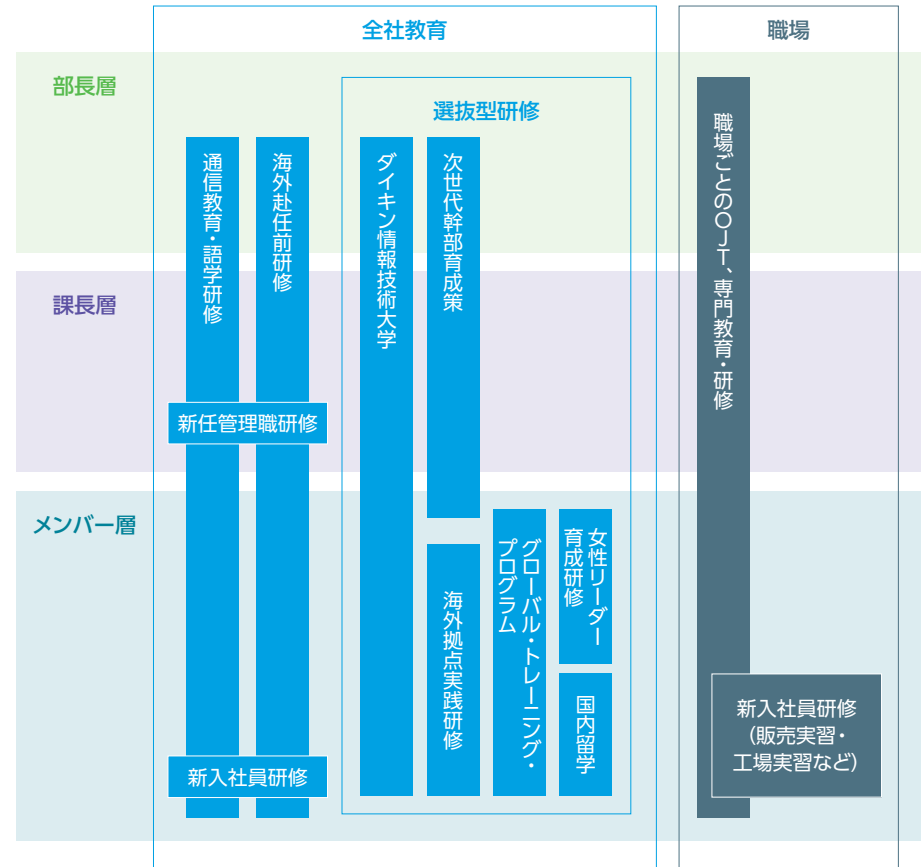 全社教育
職場
部長層
選抜型研修
通信教育・語学研修
海外赴任前研修
ダイキン情報技術大学
次世代幹部育成策
職場ごとのOJT、専門教育・研修
課長層
新任管理職研修
メンバー層
海外拠点実践研修
グローバル・トレーニング・
プログラム
女性リーダー
育成研修
国内留学
新入社員研修
新入社員研修
（販売実習・
工場実習など）